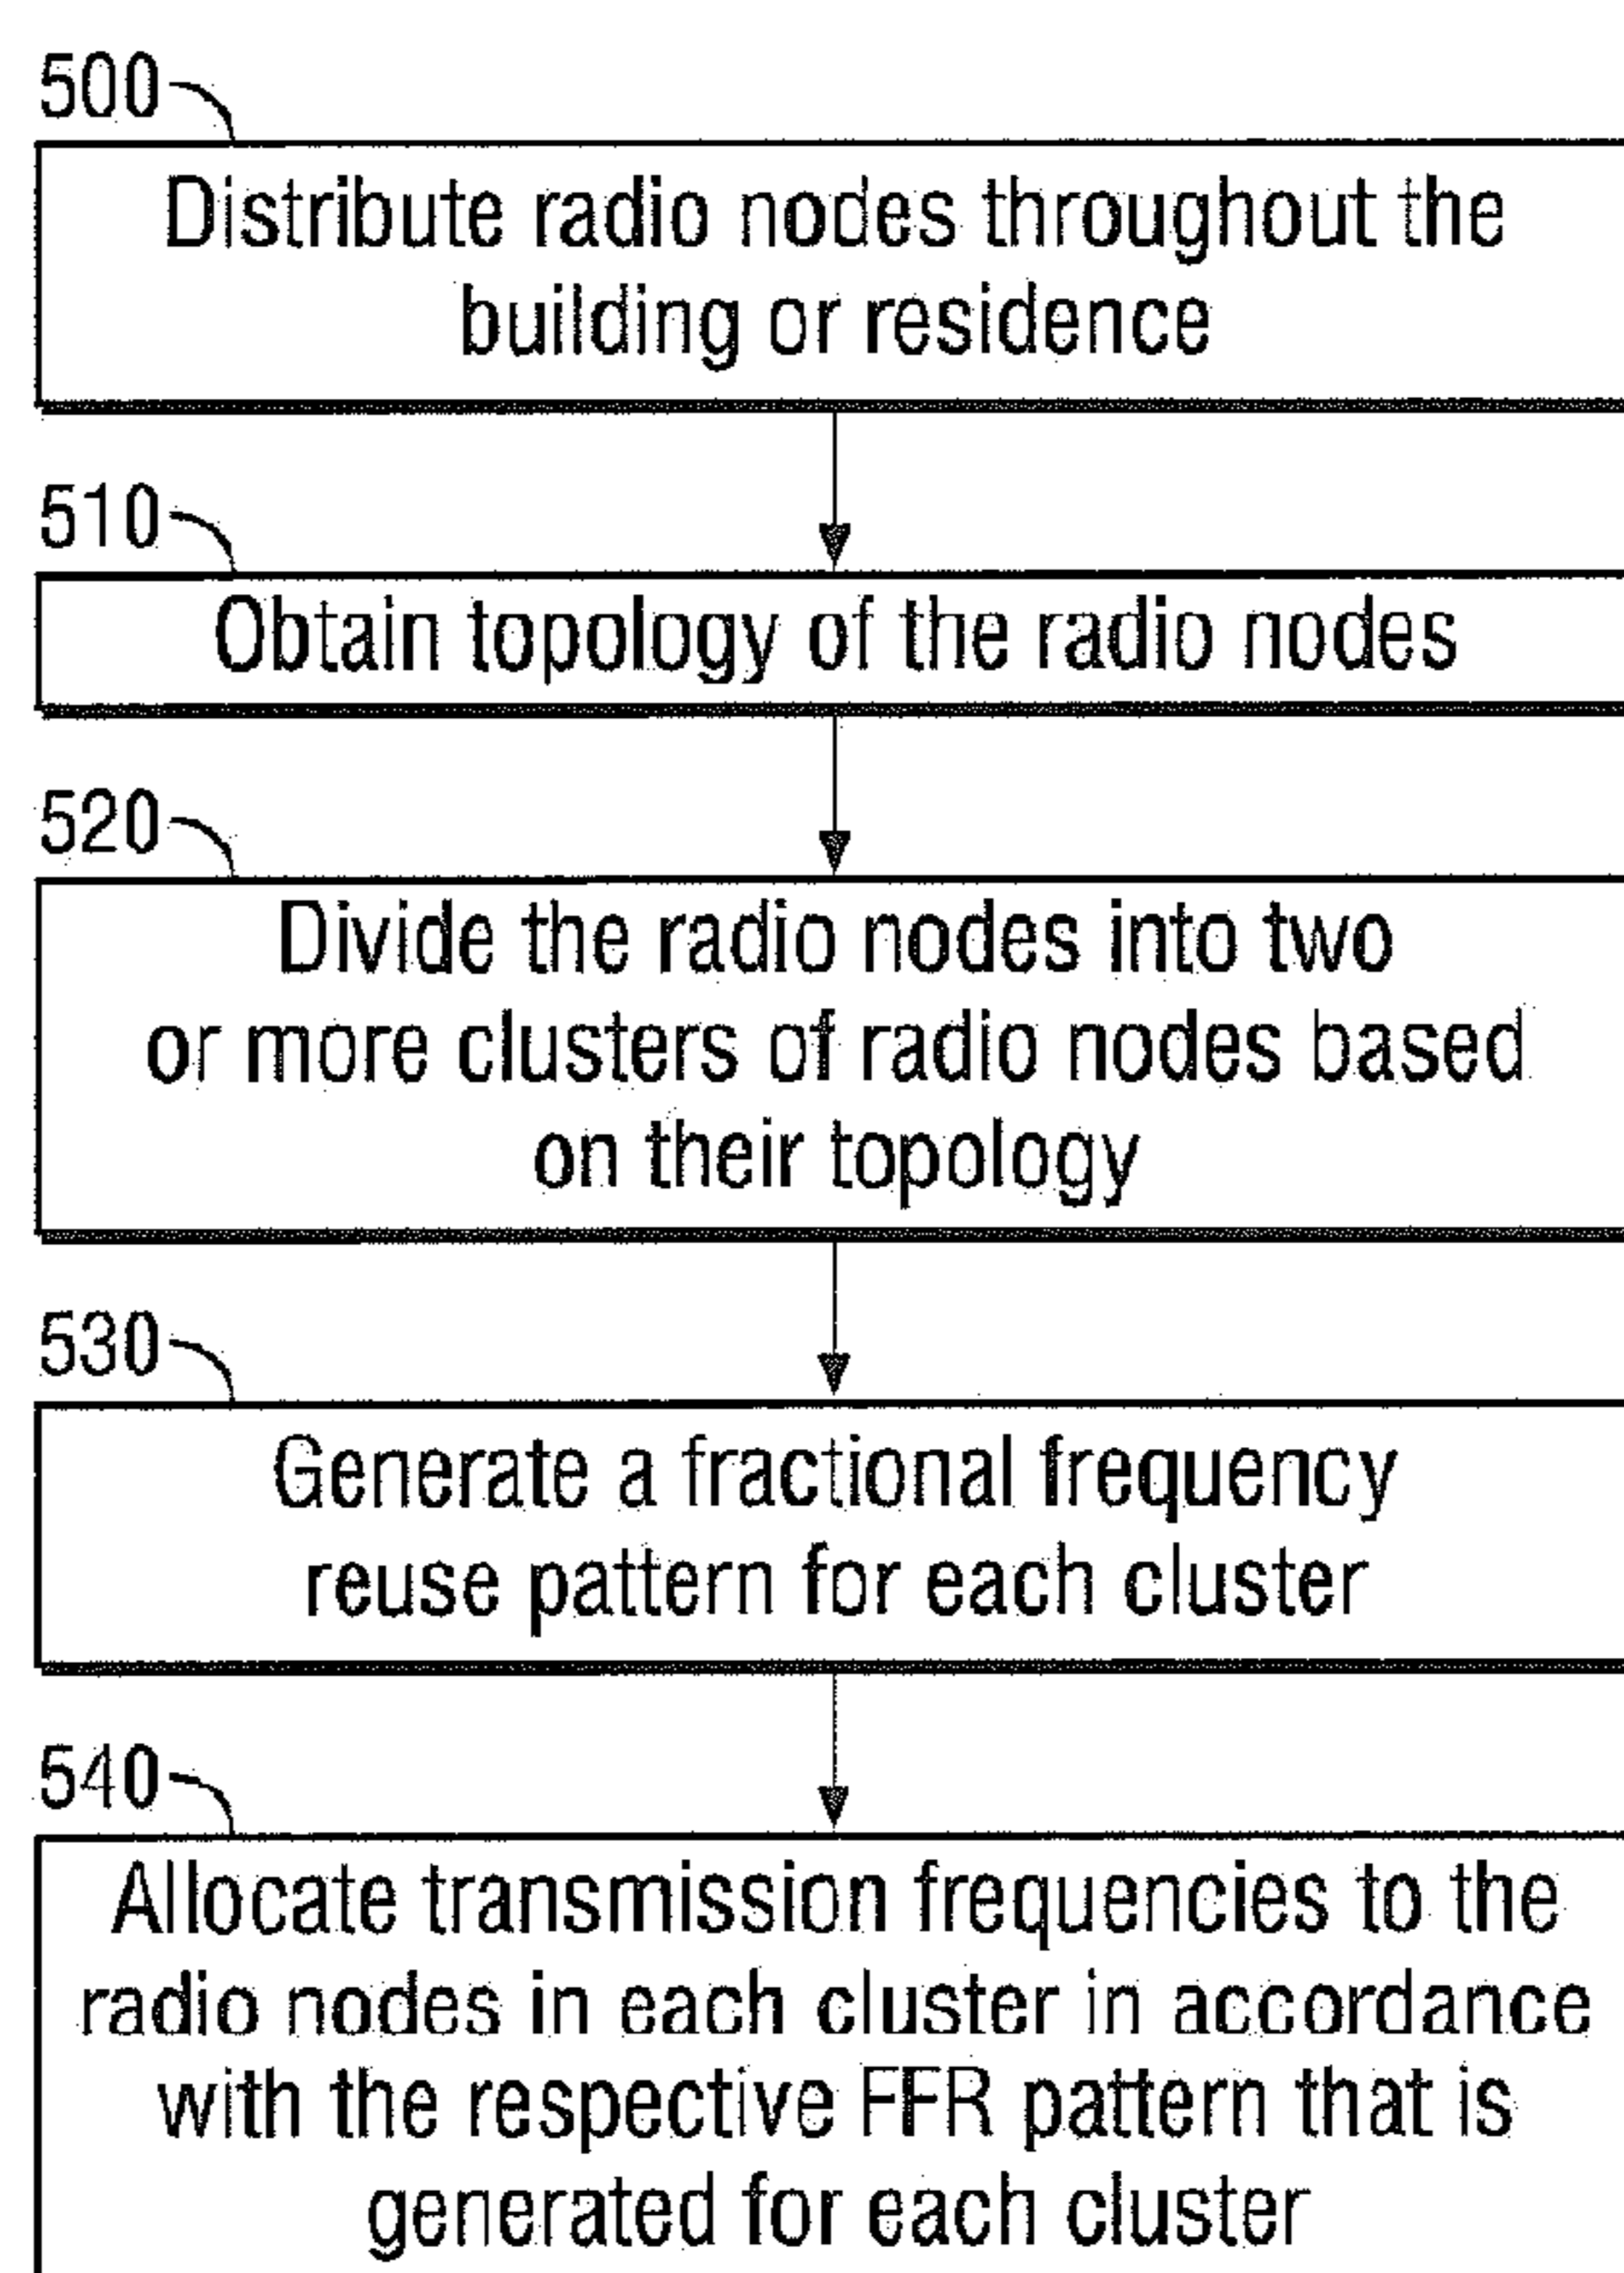 500
Distribute radio nodes throughout the
building or residence
510
Obtain topology of the radio nodes
520
Divide the radio nodes into two
or more clusters of radio nodes based
on their topology
530
Generate a fractional frequency
reuse pattern for each cluster
540
Allocate transmission frequencies to the
radio nodes in each cluster in accordance
with the respective FFR pattern that is
generated for each cluster